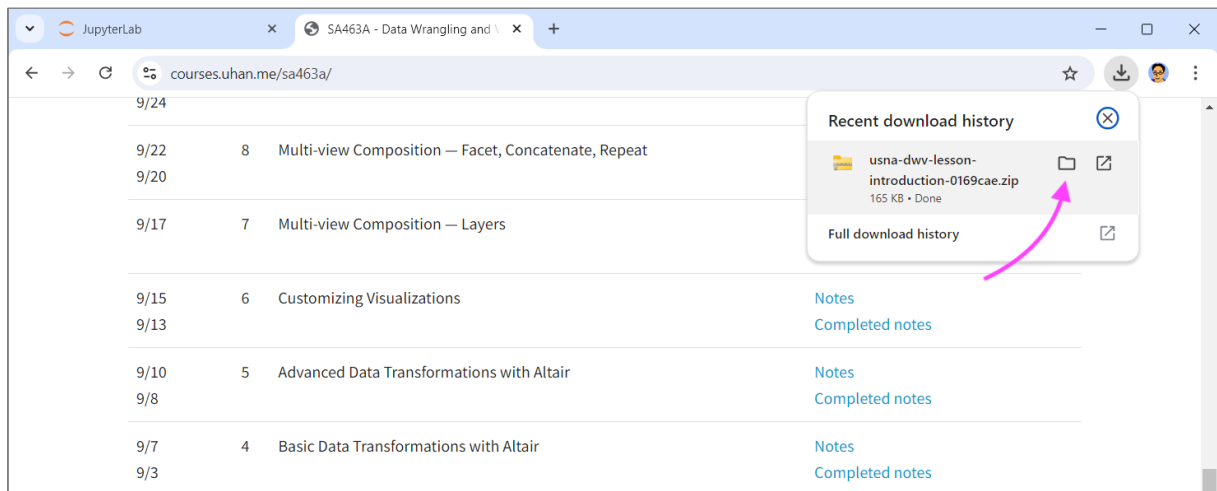 JupyterLab
SA463A - Data Wrangling and
courses.uhan.me/sa463a/
9/24
9/22 8 Multi-view Composition — Facet, Concatenate, Repeat
9/20
9/17 7 Multi-view Composition — Layers
9/15 6 Customizing Visualizations Notes
9/13 Completed notes
9/10 5 Advanced Data Transformations with Altair Notes
9/8 Completed notes
9/7 4 Basic Data Transformations with Altair Notes
9/3 Completed notes
Recent download history
usna-dwv-lesson-
introduction-0169cae.zip
165 KB • Done
Full download history